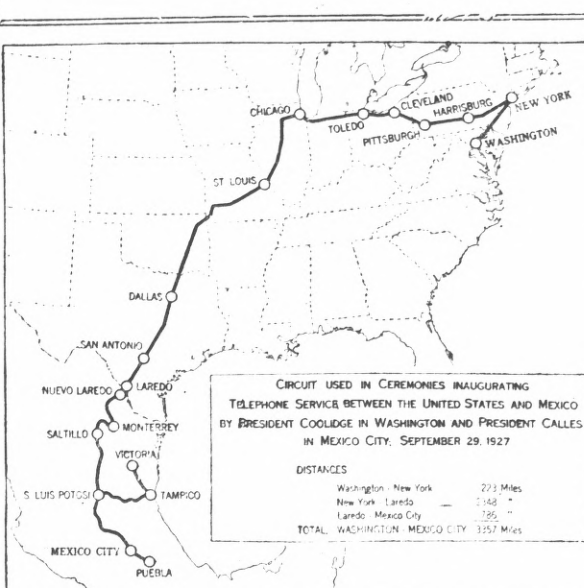 CHICAGO
TOLEDO
CLEVELAND
PITTSBURGH
HARRISBURG
NEW YORK
WASHINGTON
ST. LOUIS
DALLAS
SAN ANTONIO
LAREDO
NUEVO LAREDO
MONTERREY
SALTILLO
VICTORIA
S. LUIS POTOSI
TAMPICO
MEXICO CITY
PUEBLA
CIRCUIT USED IN CEREMONIES INAUGURATING
TELEPHONE SERVICE BETWEEN THE UNITED STATES AND MEXICO
BY PRESIDENT COOLIDGE IN WASHINGTON AND PRESIDENT CALLES
IN MEXICO CITY, SEPTEMBER 29, 1927
DISTANCES
Washington - New York 223 Miles
New York - Laredo 2348 "
Laredo - Mexico City 786 "
TOTAL, WASHINGTON - MEXICO CITY 3357 Miles